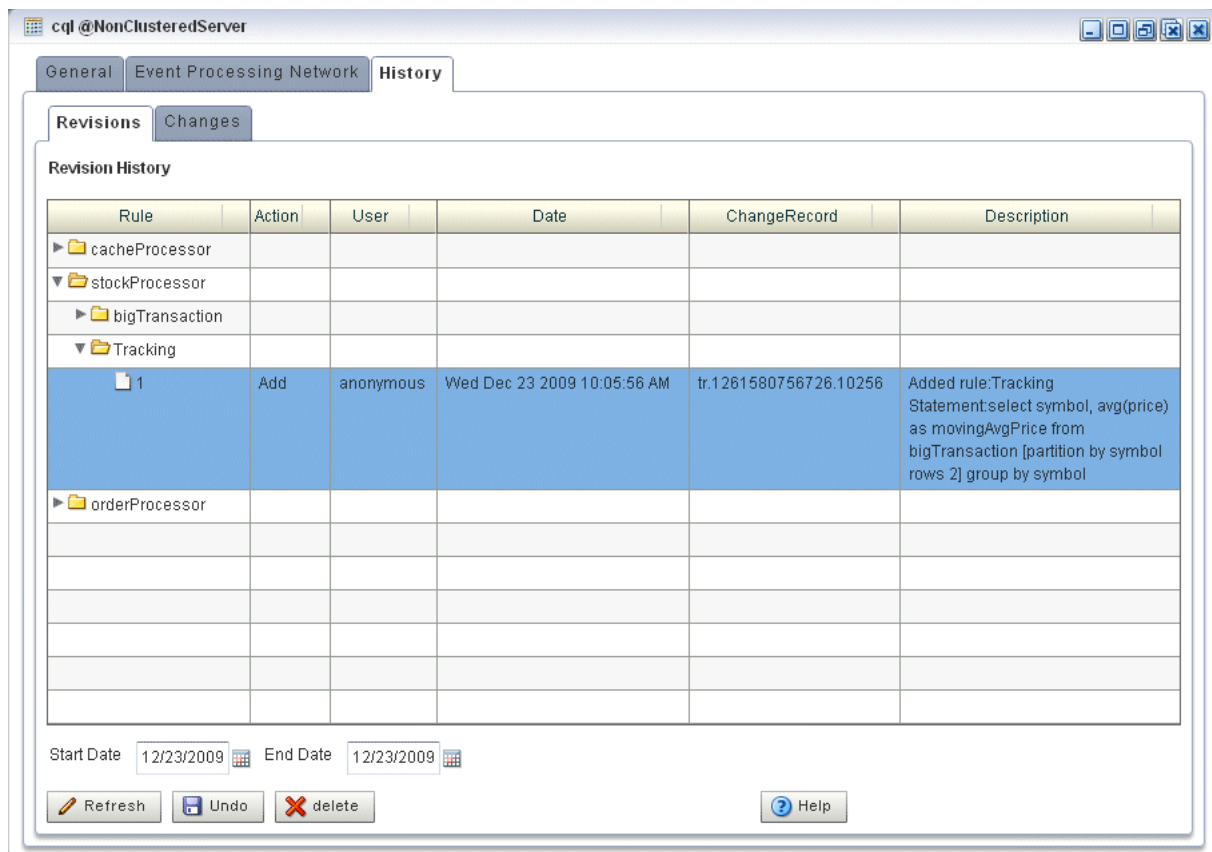 cql @NonClusteredServer
General Event Processing Network History
Revisions Changes
Revision History
Rule Action User Date ChangeRecord Description
cacheProcessor
stockProcessor
bigTransaction
Tracking
1 Add anonymous Wed Dec 23 2009 10:05:56 AM tr.1261580756726.10256 Added rule:Tracking
Statement:select symbol, avg(price)
as movingAvgPrice from
bigTransaction [partition by symbol
rows 2] group by symbol
orderProcessor
Start Date 12/23/2009 End Date 12/23/2009
Refresh Undo delete Help